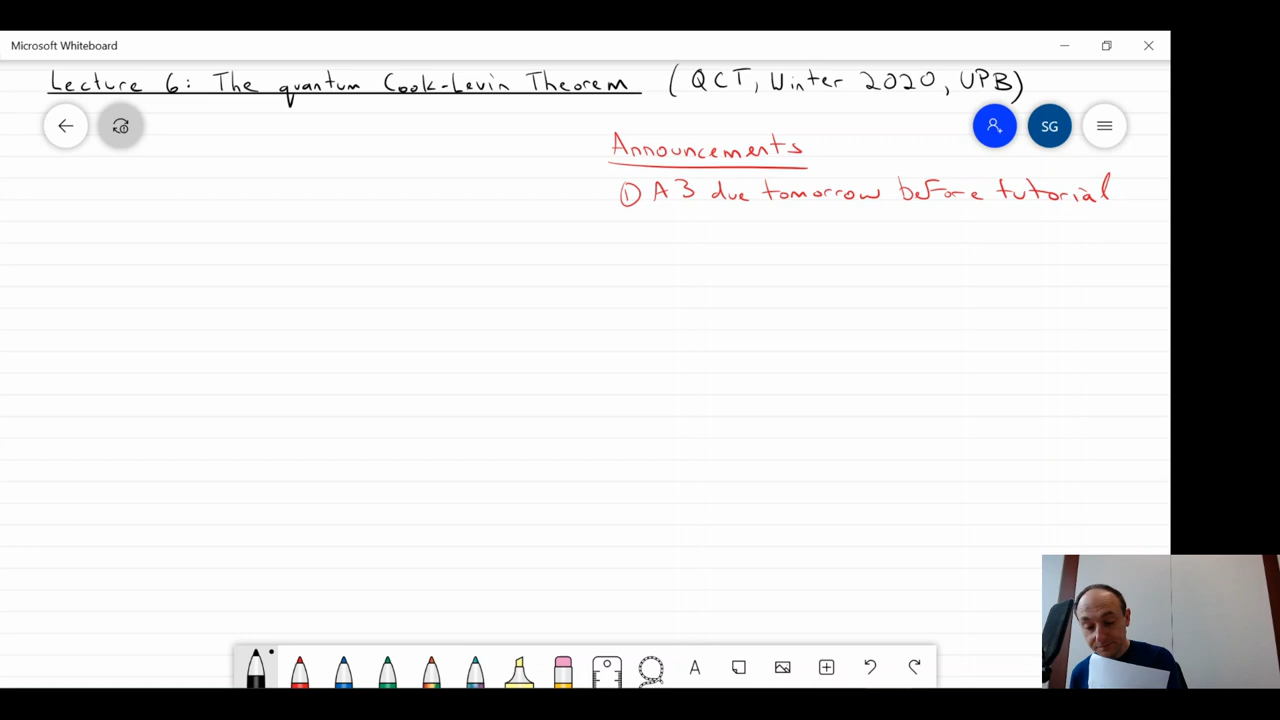 Microsoft Whiteboard
Lecture 6: The quantum Cook-Levin Theorem (QCT, Winter 2020, UPB)
SG
Announcements
① A3 due tomorrow before tutorial
A